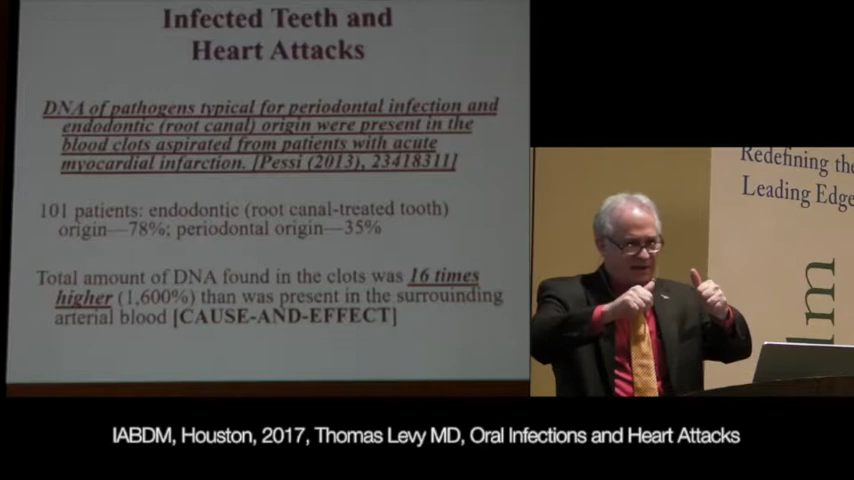 Infected Teeth and
Heart Attacks
DNA of pathogens typical for periodontal infection and
endodontic (root canal) origin were present in the
blood clots aspirated from patients with acute
myocardial infarction. [Pessi (2013), 23418311]
101 patients: endodontic (root canal-treated tooth)
origin—78%; periodontal origin—35%
Total amount of DNA found in the clots was 16 times
higher (1,600%) than was present in the surrouinding
arterial blood [CAUSE-AND-EFFECT]
Redefining the
Leading Edge
IABDM, Houston, 2017, Thomas Levy MD, Oral Infections and Heart Attacks